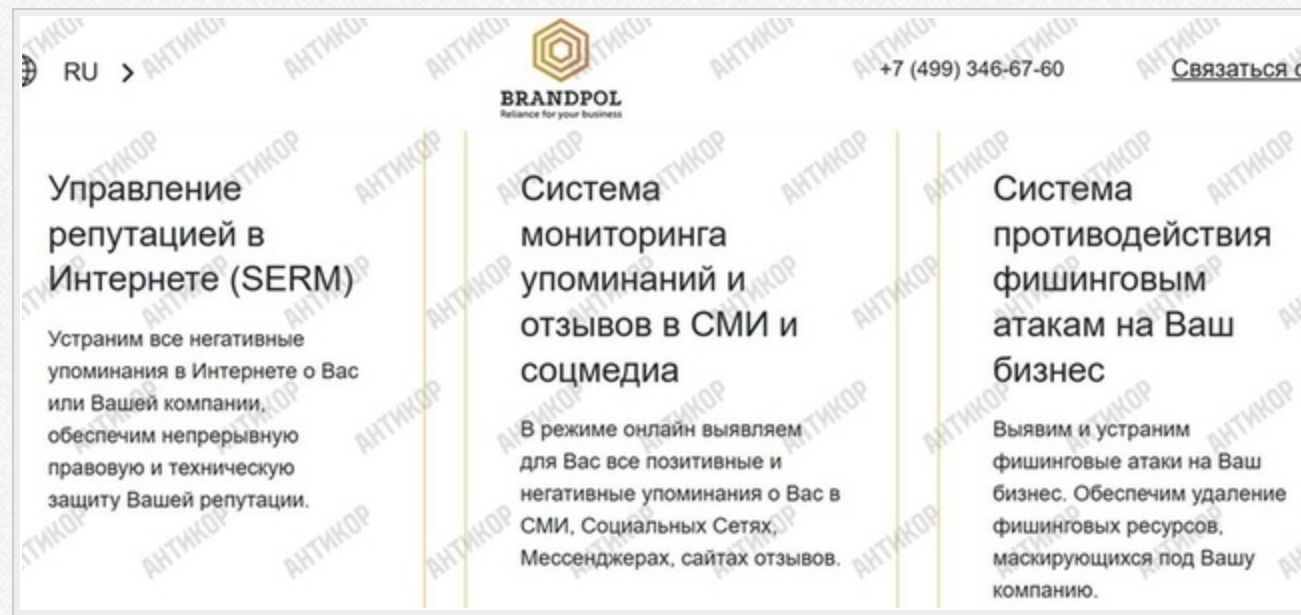 RU >
BRANDPOL
Reliance for your business
+7 (499) 346-67-60
Связаться с
Управление
репутацией в
Интернете (SERM)
Устраним все негативные
упоминания в Интернете о Вас
или Вашей компании,
обеспечим непрерывную
правовую и техническую
защиту Вашей репутации.
Система
мониторинга
упоминаний и
отзывов в СМИ и
соцмедиа
В режиме онлайн выявляем
для Вас все позитивные и
негативные упоминания о Вас в
СМИ, Социальных Сетях,
Мессенджерах, сайтах отзывов.
Система
противодействия
фишинговым
атакам на Ваш
бизнес
Выявим и устраним
фишинговые атаки на Ваш
бизнес. Обеспечим удаление
фишинговых ресурсов,
маскирующихся под Вашу
компанию.
АНТИКОР